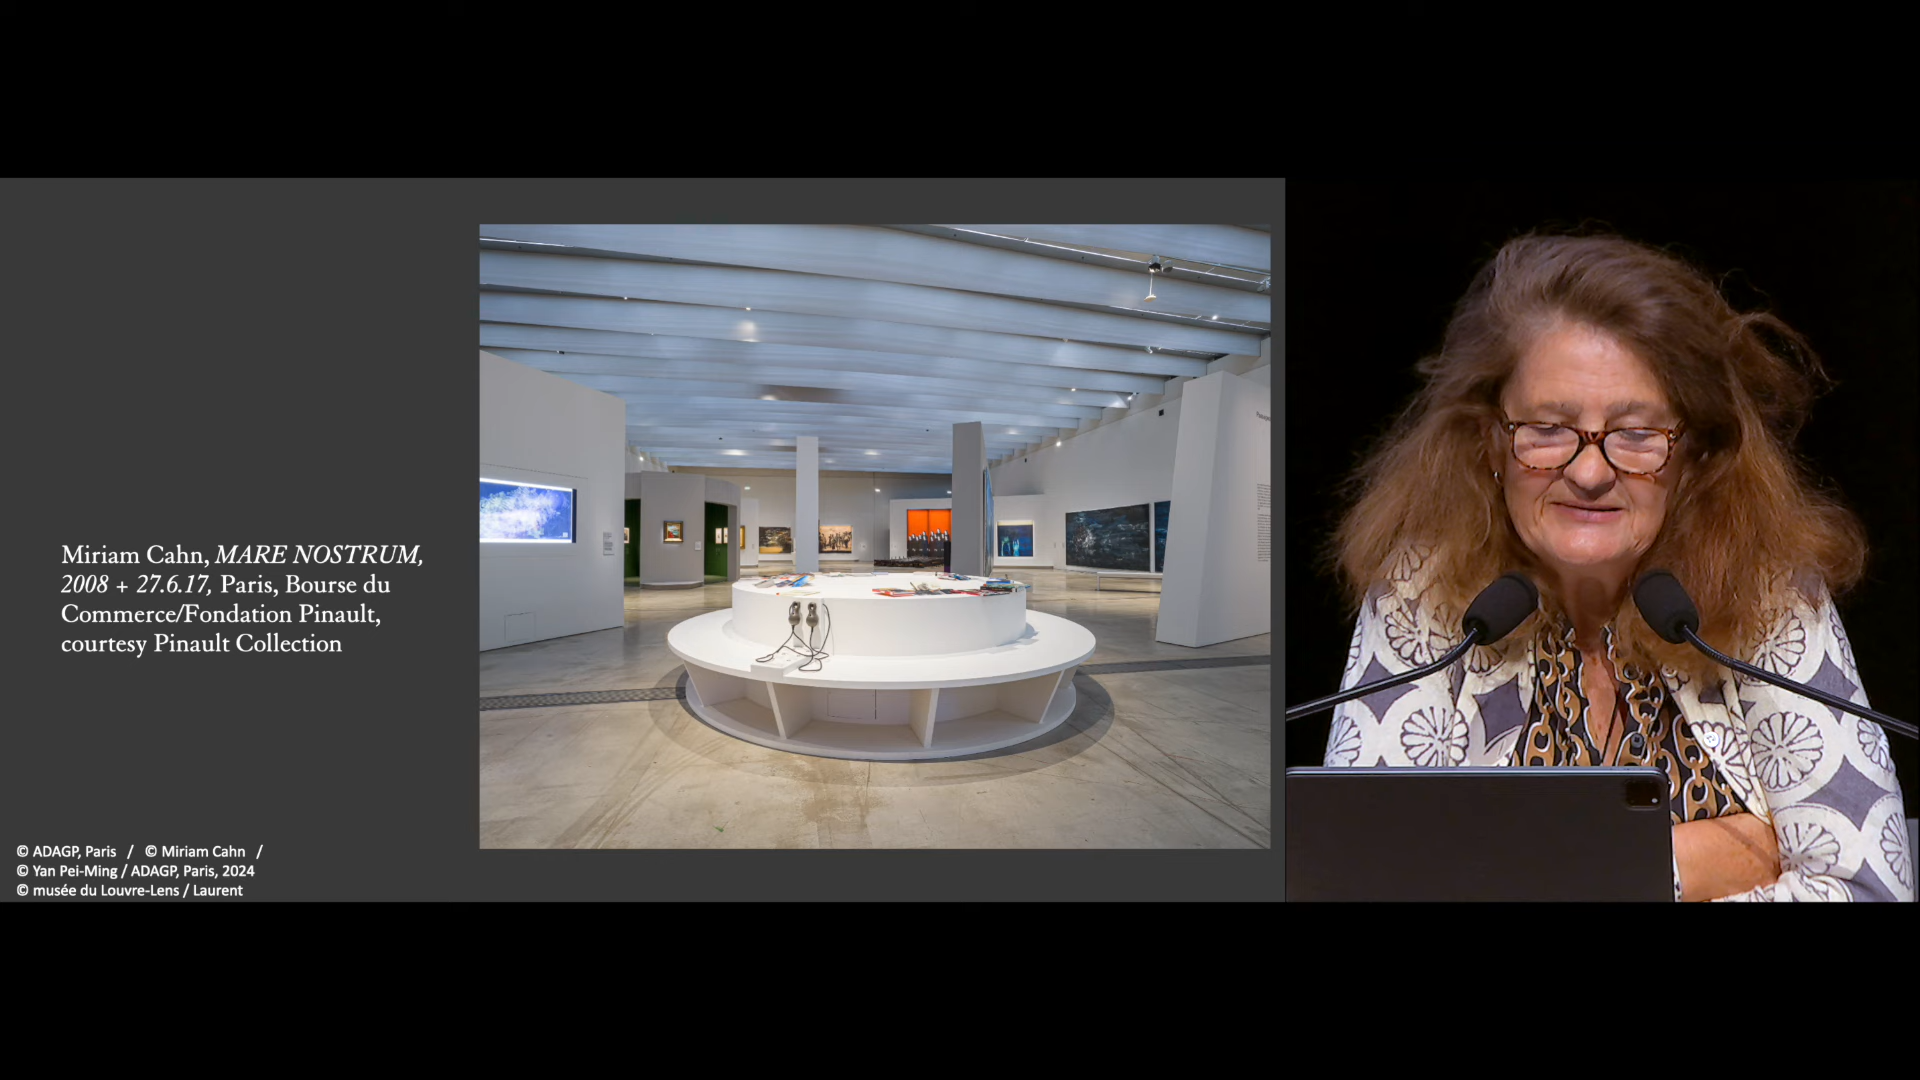 Miriam Cahn, MARE NOSTRUM,
2008 + 27.6.17, Paris, Bourse du
Commerce/Fondation Pinault,
courtesy Pinault Collection
© ADAGP, Paris / © Miriam Cahn /
© Yan Pei-Ming / ADAGP, Paris, 2024
© musée du Louvre-Lens / Laurent